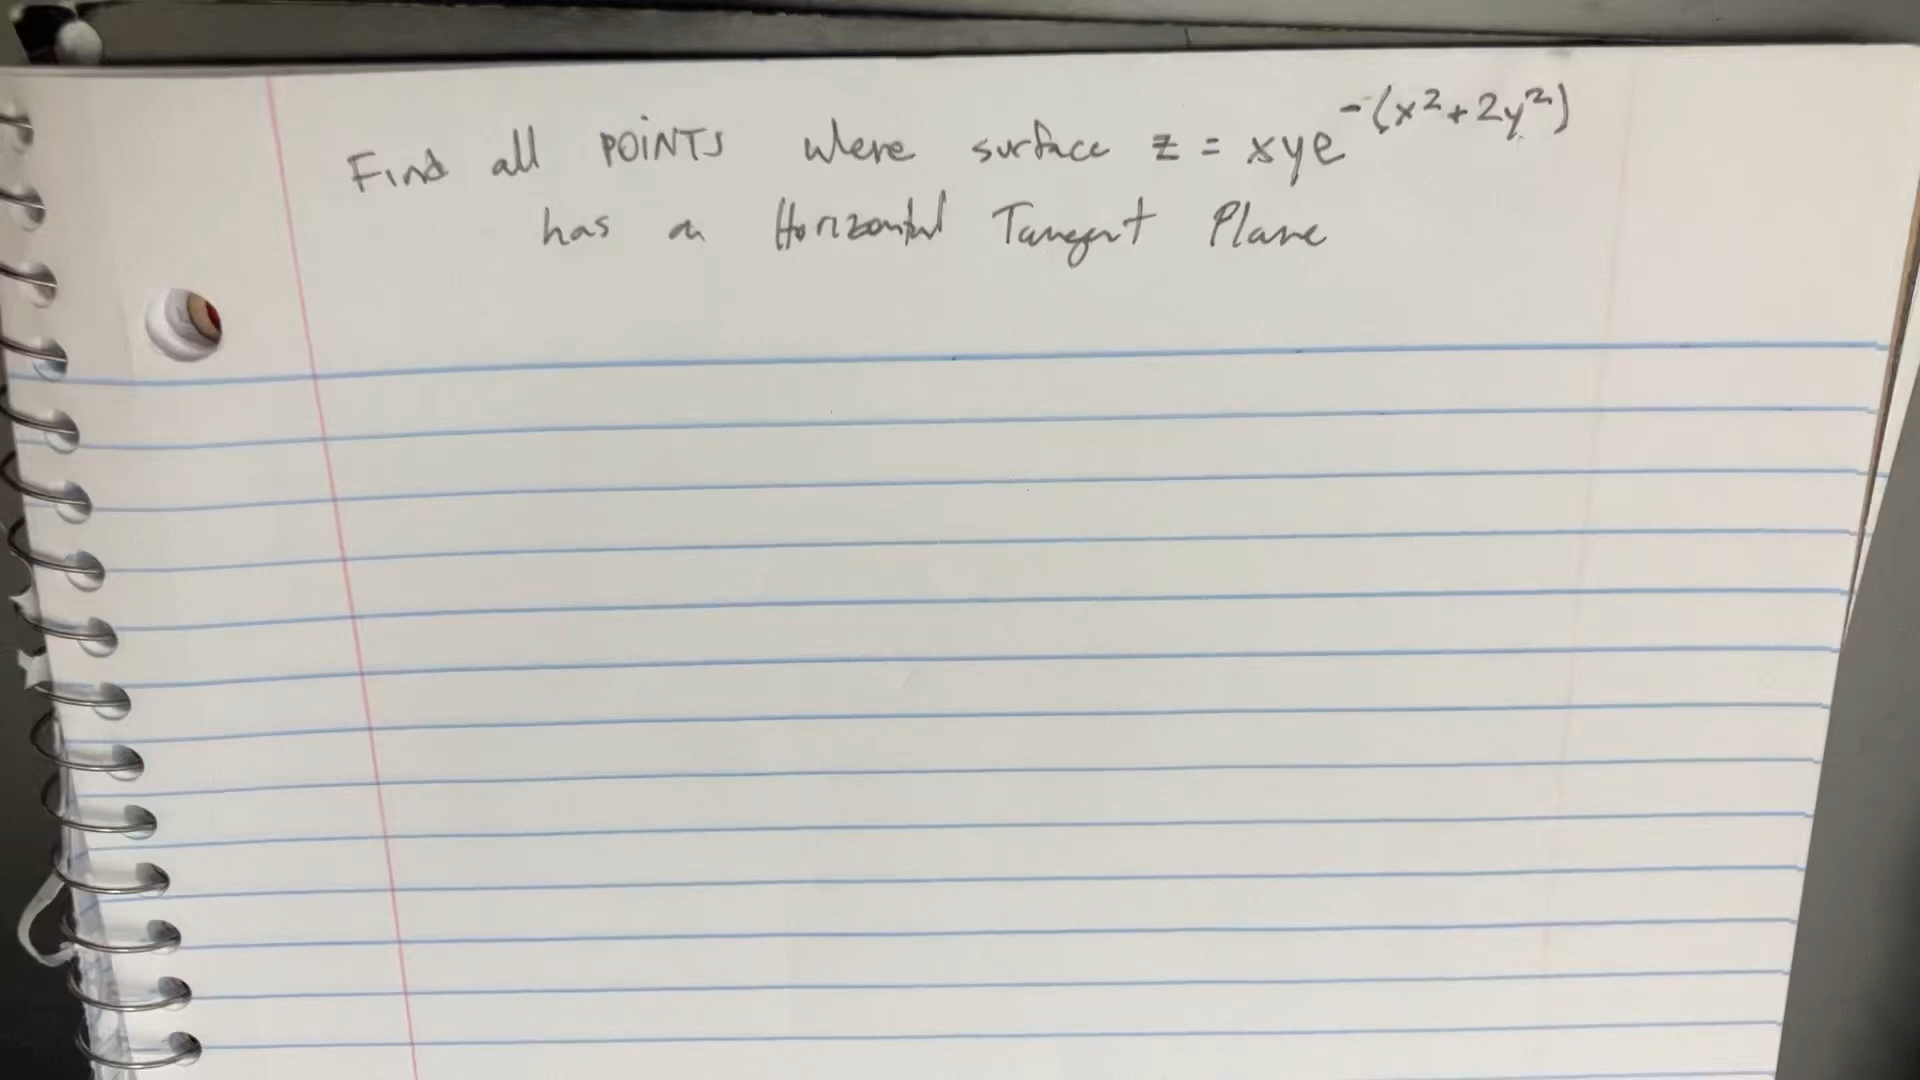 Find all POINTS where surface z = xye^-(x²+2y²)
has a Horizontal Tangent Plane